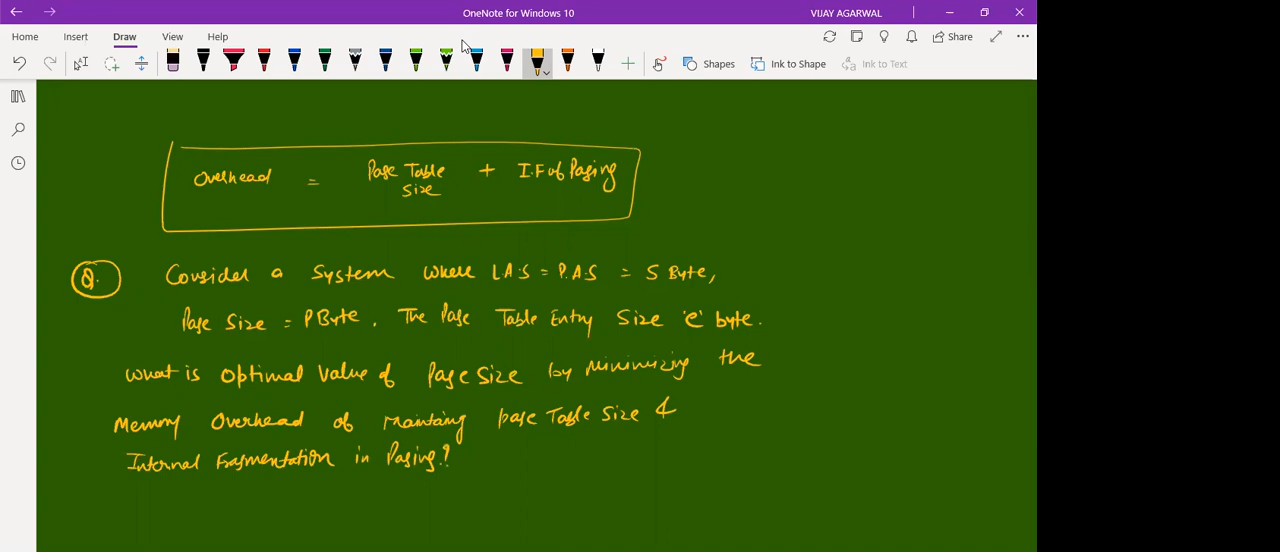 OneNote for Windows 10
VIJAY AGARWAL
Home Insert Draw View Help
Share
Shapes
Ink to Shape
Ink to Text
Overhead = Page Table Size + I.F of Paging
Q. Consider a System where L.A.S = P.A.S = S Byte,
Page Size = P Byte. The Page Table Entry Size 'e' byte.
What is optimal value of Page Size by Minimizing the
Memory Overhead of Maintaing page Table Size &
Internal Fragmentation in Paging?